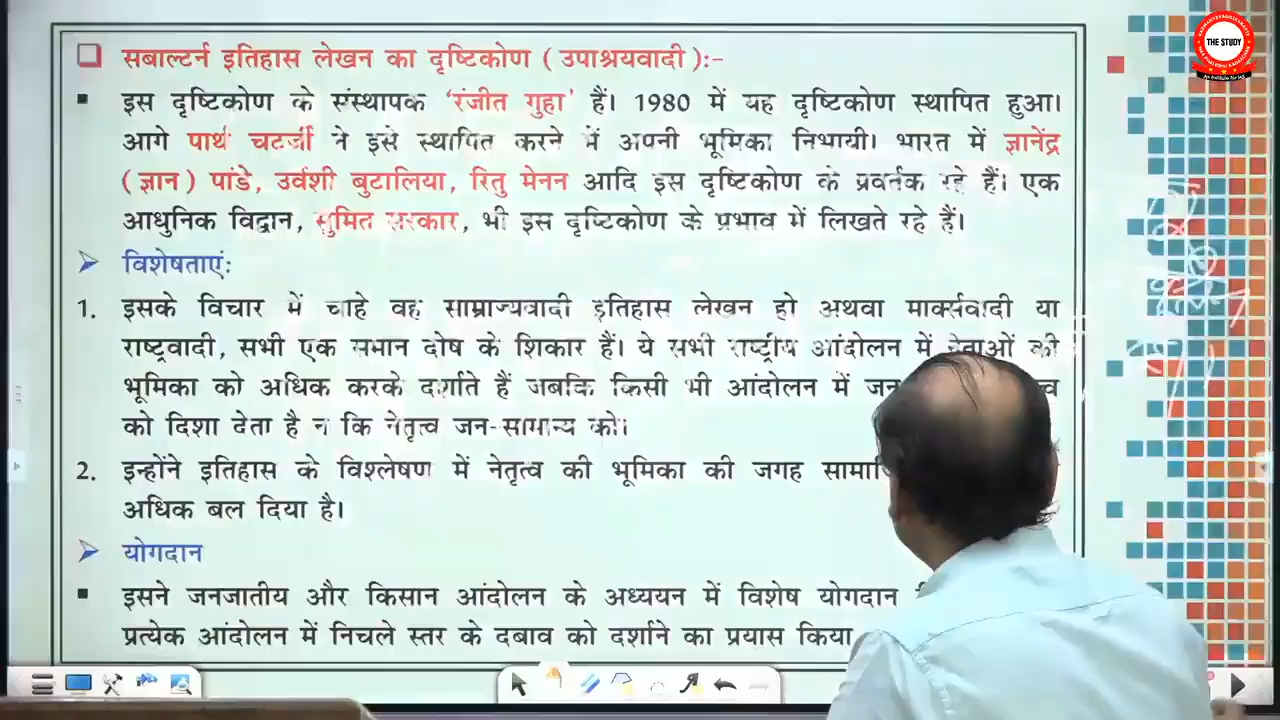 THE STUDY
An Institute for IAS
सबाल्टर्न इतिहास लेखन का दृष्टिकोण ( उपाश्रयवादी ):-
इस दृष्टिकोण के संस्थापक ‘रंजीत गुहा’ हैं। 1980 में यह दृष्टिकोण स्थापित हुआ।
आगे पार्थ चटर्जी ने इसे स्थापित करने में अपनी भूमिका निभायी। भारत में ज्ञानेंद्र
(ज्ञान) पांडे, उर्वशी बुटालिया, रितु मेनन आदि इस दृष्टिकोण के प्रवर्तक रहे हैं। एक
आधुनिक विद्वान, सुमित सरकार, भी इस दृष्टिकोण के प्रभाव में लिखते रहे हैं।
विशेषताएं:
1. इसके विचार में चाहे वह साम्राज्यवादी इतिहास लेखन हो अथवा मार्क्सवादी या
राष्ट्रवादी, सभी एक समान दोष के शिकार हैं। ये सभी राष्ट्रीय आंदोलन में नेताओं की
भूमिका को अधिक करके दर्शाते हैं जबकि किसी भी आंदोलन में जन
को दिशा देता है न कि नेतृत्व जन-सामान्य को।
2. इन्होंने इतिहास के विश्लेषण में नेतृत्व की भूमिका की जगह
अधिक बल दिया है।
योगदान
इसने जनजातीय और किसान आंदोलन के अध्ययन में विशेष योगदान
प्रत्येक आंदोलन में निचले स्तर के दबाव को दर्शाने का प्रयास किया